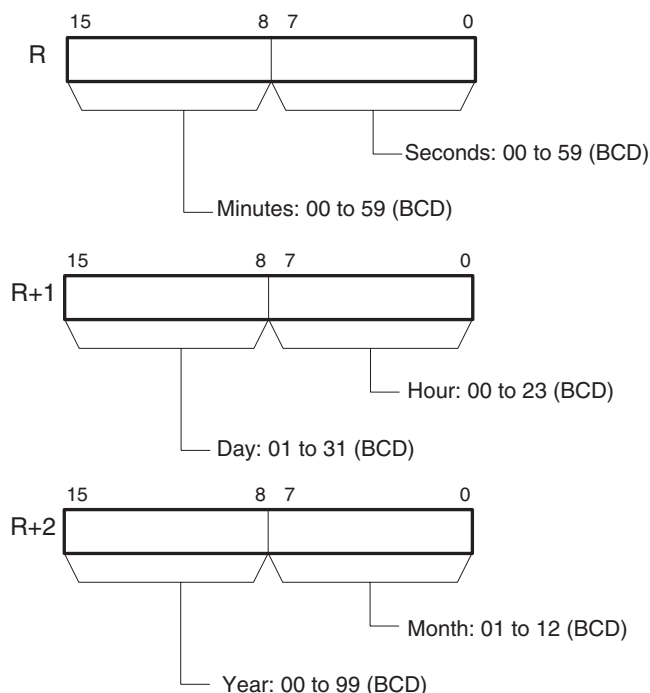 15 8 7 0
R
Seconds: 00 to 59 (BCD)
Minutes: 00 to 59 (BCD)
15 8 7 0
R+1
Hour: 00 to 23 (BCD)
Day: 01 to 31 (BCD)
15 8 7 0
R+2
Month: 01 to 12 (BCD)
Year: 00 to 99 (BCD)